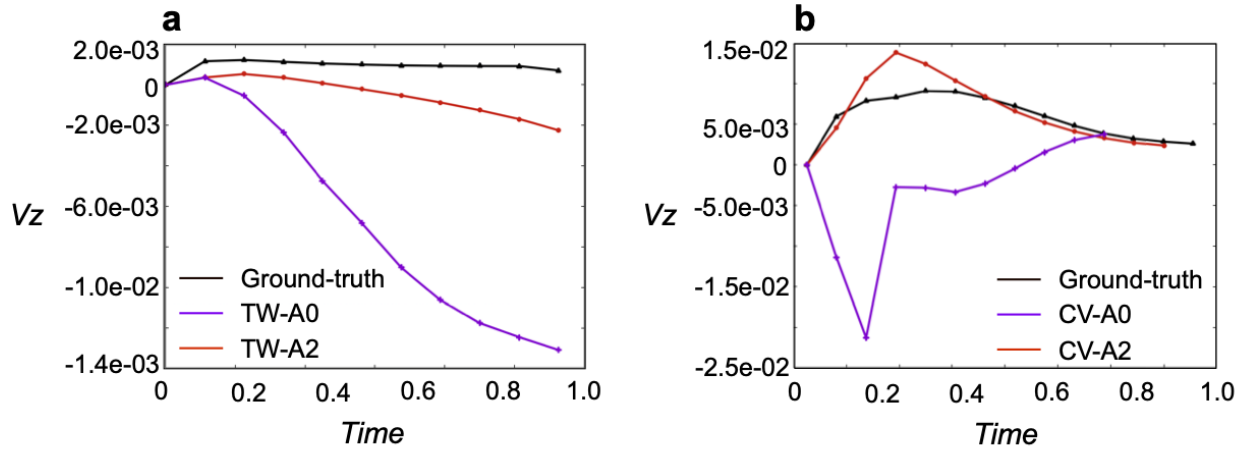 a
2.0e-03
0
-2.0e-03
-6.0e-03
-1.0e-02
-1.4e-03
Vz
Ground-truth
TW-A0
TW-A2
0 0.2 0.4 0.6 0.8 1.0
Time
b
1.5e-02
5.0e-03
0
-5.0e-03
-1.5e-02
-2.5e-02
Vz
Ground-truth
CV-A0
CV-A2
0 0.2 0.4 0.6 0.8 1.0
Time